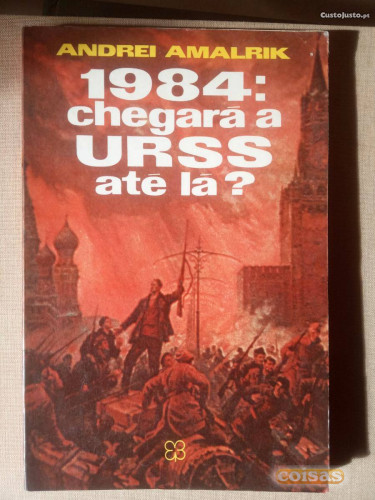 CustoJusto.pt
ANDREI AMALRIK
1984:
chegará a
URSS
até lá?
coisas